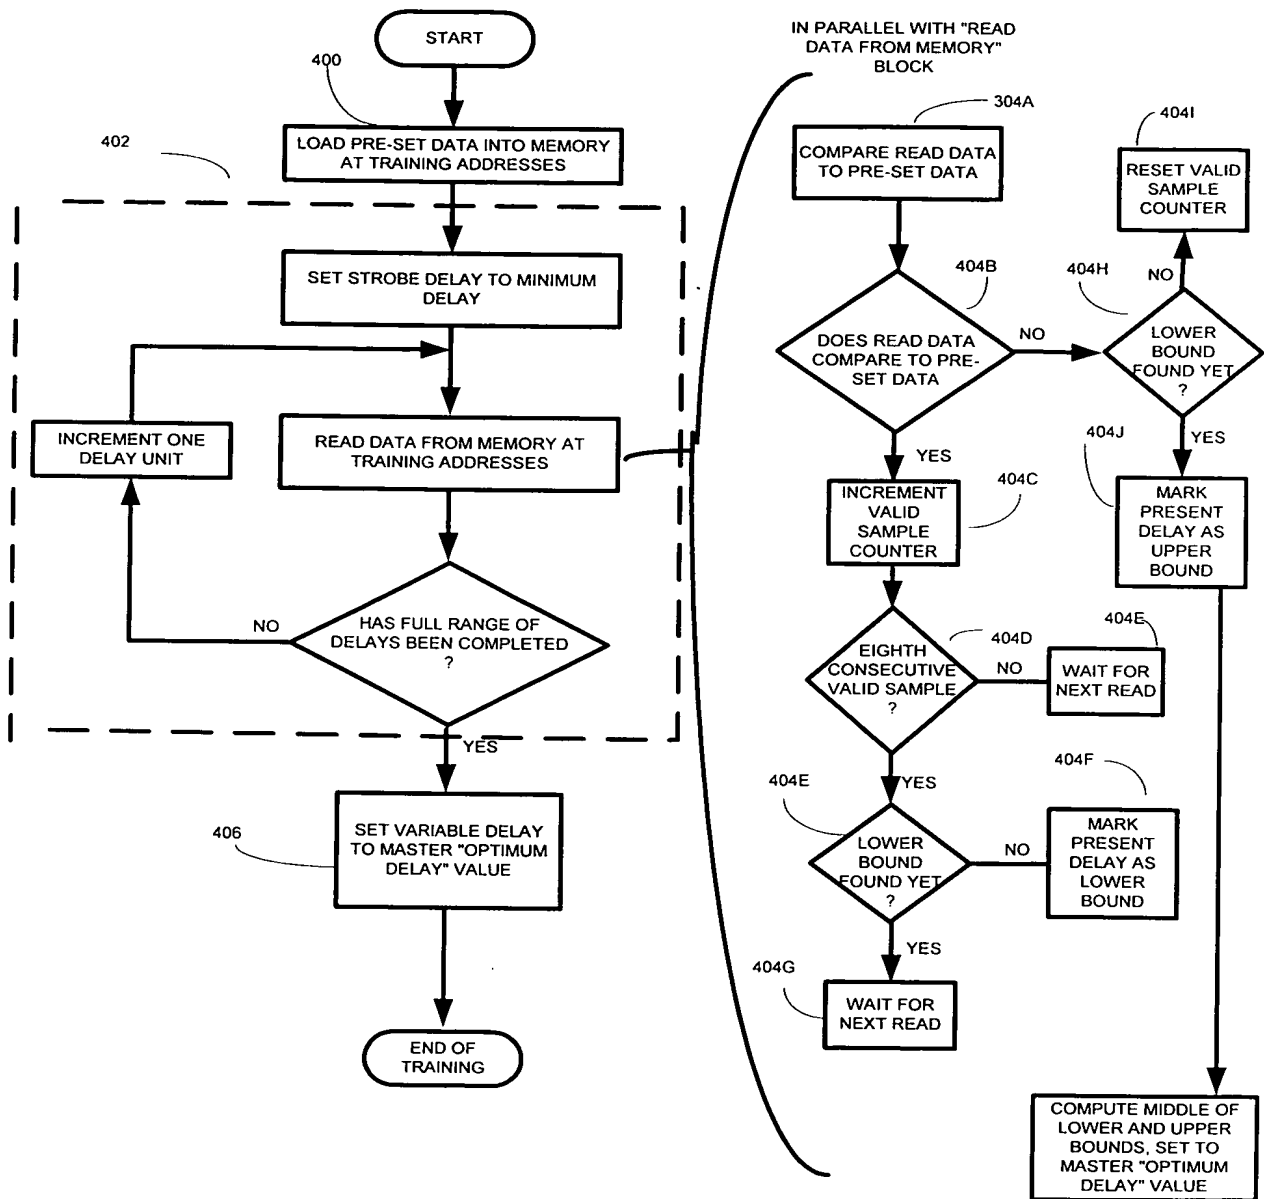 START
400
LOAD PRE-SET DATA INTO MEMORY
AT TRAINING ADDRESSES
402
SET STROBE DELAY TO MINIMUM
DELAY
INCREMENT ONE
DELAY UNIT
READ DATA FROM MEMORY AT
TRAINING ADDRESSES
HAS FULL RANGE OF
DELAYS BEEN COMPLETED
?
NO
YES
406
SET VARIABLE DELAY
TO MASTER "OPTIMUM
DELAY" VALUE
END OF
TRAINING
IN PARALLEL WITH "READ
DATA FROM MEMORY"
BLOCK
304A
COMPARE READ DATA
TO PRE-SET DATA
404B
DOES READ DATA
COMPARE TO PRE-
SET DATA
NO
YES
404C
INCREMENT
VALID
SAMPLE
COUNTER
404D
EIGHTH
CONSECUTIVE
VALID SAMPLE
?
NO
404E
WAIT FOR
NEXT READ
YES
404E
LOWER
BOUND
FOUND YET
?
NO
404F
MARK
PRESENT
DELAY AS
LOWER
BOUND
YES
404G
WAIT FOR
NEXT READ
404H
LOWER
BOUND
FOUND YET
?
NO
404I
RESET VALID
SAMPLE
COUNTER
YES
404J
MARK
PRESENT
DELAY AS
UPPER
BOUND
COMPUTE MIDDLE OF
LOWER AND UPPER
BOUNDS, SET TO
MASTER "OPTIMUM
DELAY" VALUE